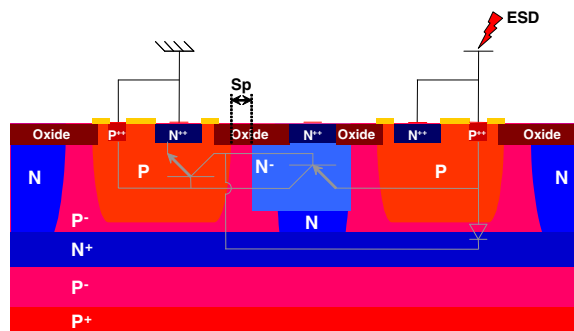 ESD
Sp
Oxide P++ N++ Oxide N++ Oxide N++ P++ Oxide
N P N- P N
P- N
N+
P-
P+